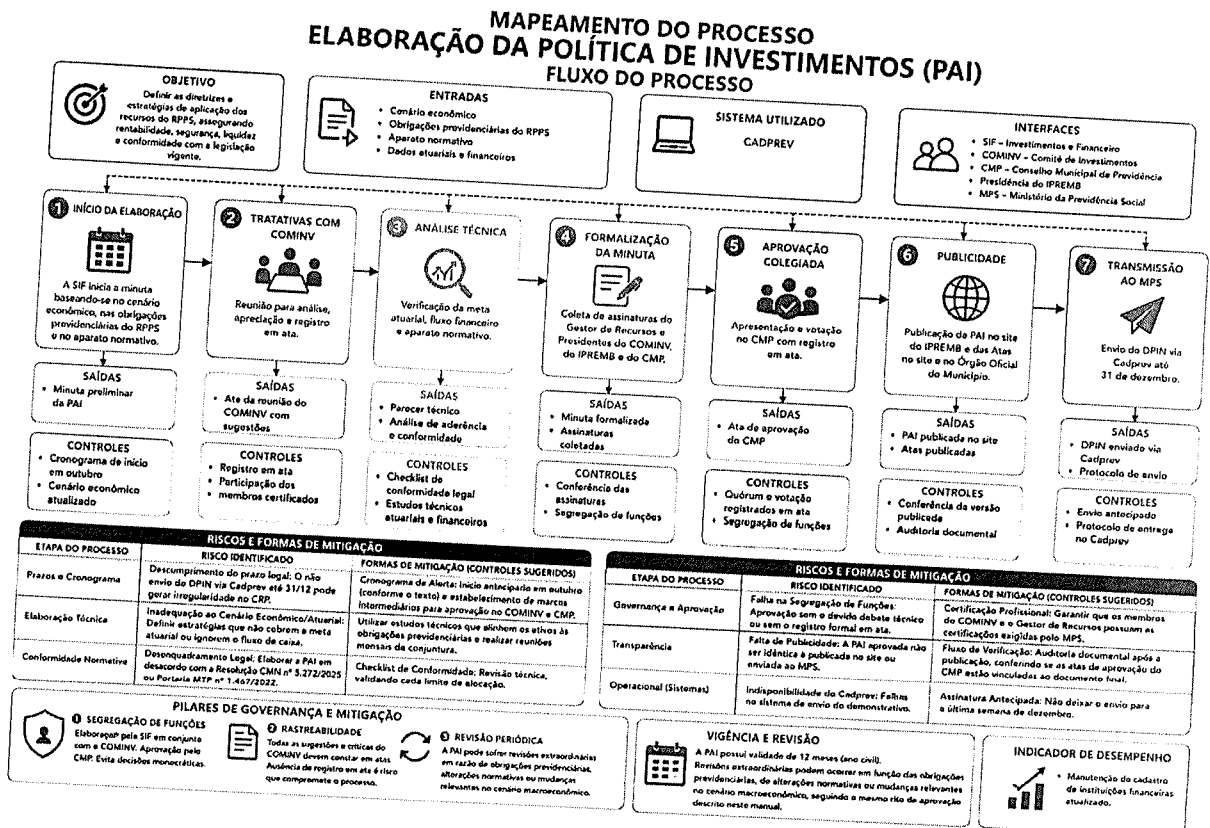 MAPEAMENTO DO PROCESSO
ELABORAÇÃO DA POLÍTICA DE INVESTIMENTOS (PAI)
FLUXO DO PROCESSO
OBJETIVO
Definir as diretrizes e
estratégias de aplicação dos
recursos do RPPS, assegurando
rentabilidade, segurança, liquidez
e conformidade com a legislação
vigente.
ENTRADAS
• Cenário econômico
• Obrigações previdenciárias do RPPS
• Aparato normativo
• Dados atuariais e financeiros
SISTEMA UTILIZADO
CADPREV
INTERFACES
• SIF – Investimentos e Financeiro
• COMINV – Comitê de Investimentos
• CMP – Conselho Municipal de Previdência
• Presidência do IPREMB
• MPS – Ministério da Previdência Social
1 INÍCIO DA ELABORAÇÃO
A SIF inicia a minuta
baseando-se no cenário
econômico, nas obrigações
previdenciárias do RPPS
e no aparato normativo.
SAÍDAS
• Minuta preliminar
da PAI
CONTROLES
• Cronograma de início
em outubro
• Cenário econômico
atualizado
2 TRATATIVAS COM
COMINV
Reunião para análise,
apreciação e registro
em ata.
SAÍDAS
• Ata da reunião do
COMINV com
sugestões
CONTROLES
• Registro em ata
• Participação dos
membros certificados
3 ANÁLISE TÉCNICA
Verificação da meta
atuarial, fluxo financeiro
e aparato normativo.
SAÍDAS
• Parecer técnico
• Análise de aderência
e conformidade
CONTROLES
• Checklist de
conformidade legal
• Estudos técnicos
atuariais e financeiros
4 FORMALIZAÇÃO
DA MINUTA
Coleta de assinaturas do
Gestor de Recursos e
Presidentes do COMINV,
do IPREMB e do CMP.
SAÍDAS
• Minuta formalizada
• Assinaturas
coletadas
CONTROLES
• Conferência das
assinaturas
• Segregação de funções
5 APROVAÇÃO
COLEGIADA
Apresentação e votação
no CMP com registro
em ata.
SAÍDAS
• Ata de aprovação
do CMP
CONTROLES
• Quórum e votação
registrados em ata
• Segregação de funções
6 PUBLICIDADE
Publicação da PAI no site
do IPREMB e das Atas
no site e no Órgão Oficial
do Município.
SAÍDAS
• PAI publicada no site
• Atas publicadas
CONTROLES
• Conferência da versão
publicada
• Auditoria documental
7 TRANSMISSÃO
AO MPS
Envio do DPIN via
Cadprev até
31 de dezembro.
SAÍDAS
• DPIN enviado via
Cadprev
• Protocolo de envio
CONTROLES
• Envio antecipado
• Protocolo de entrega
no Cadprev
RISCOS E FORMAS DE MITIGAÇÃO
ETAPA DO PROCESSO
RISCO IDENTIFICADO
FORMAS DE MITIGAÇÃO (CONTROLES SUGERIDOS)
Prazos e Cronograma
Descumprimento do prazo legal: O não
envio do DPIN via Cadprev até 31/12 pode
gerar irregularidade no CRP.
Cronograma de Alerta: Início antecipado em outubro
(conforme o texto) e estabelecimento de marcos
intermediários para aprovação no COMINV e CMP.
Elaboração Técnica
Inadequação ao Cenário Econômico/Atuarial:
Definir estratégias que não cobrem a meta
atuarial ou ignorem o fluxo de caixa.
Utilizar estudos técnicos que alinhem os ativos às
obrigações previdenciárias e realizar reuniões
mensais de conjuntura.
Conformidade Normativa
Desenquadramento Legal: Elaborar a PAI em
desacordo com a Resolução CMN nº 5.272/2025
ou Portaria MTP nº 1.467/2022.
Checklist de Conformidade: Revisão técnica,
validando cada limite de alocação.
RISCOS E FORMAS DE MITIGAÇÃO
ETAPA DO PROCESSO
RISCO IDENTIFICADO
FORMAS DE MITIGAÇÃO (CONTROLES SUGERIDOS)
Governança e Aprovação
Falha na Segregação de Funções:
Aprovação sem o devido debate técnico
ou sem o registro formal em ata.
Certificação Profissional: Garantir que os membros
do COMINV e o Gestor de Recursos possuam as
certificações exigidas pelo MPS.
Transparência
Falta de Publicidade: A PAI aprovada não
ser idêntica à publicada no site ou
enviada ao MPS.
Fluxo de Verificação: Auditoria documental após a
publicação, conferindo se as atas de aprovação do
CMP estão vinculadas ao documento final.
Operacional (Sistemas)
Indisponibilidade do Cadprev: Falhas
no sistema de envio do demonstrativo.
Assinatura Antecipada: Não deixar o envio para
a última semana de dezembro.
PILARES DE GOVERNANÇA E MITIGAÇÃO
1 SEGREGAÇÃO DE FUNÇÕES
Elaboração pela SIF em conjunto
com o COMINV. Aprovação pelo
CMP. Evita decisões monocráticas.
2 RASTREABILIDADE
Todas as sugestões e críticas do
COMINV devem constar em atas.
Ausência de registro em ata é risco
que compromete o processo.
3 REVISÃO PERIÓDICA
A PAI pode sofrer revisões extraordinárias
em razão de obrigações previdenciárias,
alterações normativas ou mudanças
relevantes no cenário macroeconômico.
VIGÊNCIA E REVISÃO
A PAI possui validade de 12 meses (ano civil).
Revisões extraordinárias podem ocorrer em função das obrigações
previdenciárias, de alterações normativas ou mudanças relevantes
no cenário macroeconômico, seguindo o mesmo rito de aprovação
descrito neste manual.
INDICADOR DE DESEMPENHO
• Manutenção do cadastro
de instituições financeiras
atualizado.